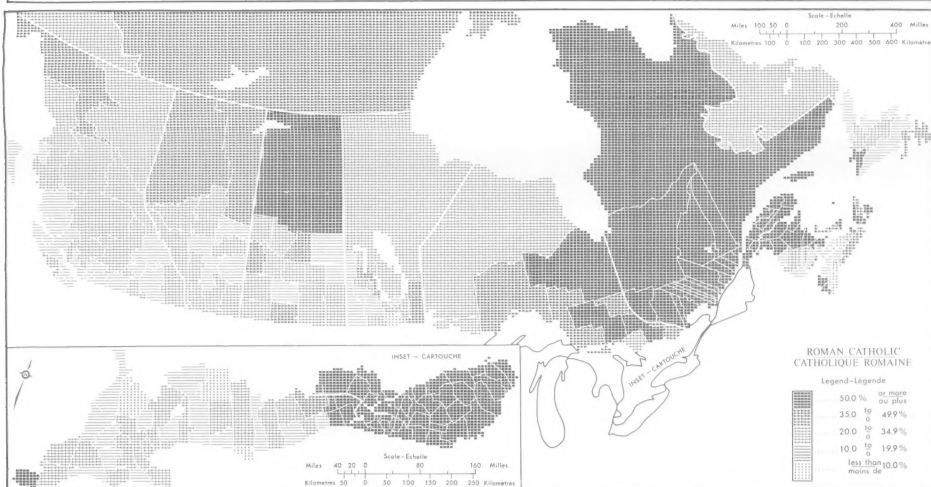 Scale – Echelle
Miles 100 50 0 200 400 Milles
Kilometres 100 0 100 200 300 400 500 600 Kilometres
INSET – CARTOUCHE
INSET – CARTOUCHE
ROMAN CATHOLIC
CATHOLIQUE ROMAINE
Legend–Légende
50.0 % or more ou plus
35.0 to à 49.9%
20.0 to à 34.9%
10.0 to à 19.9%
less than moins de 10.0%
Scale – Echelle
Miles 40 20 0 80 160 Milles
Kilometres 50 0 50 100 150 200 250 Kilometres